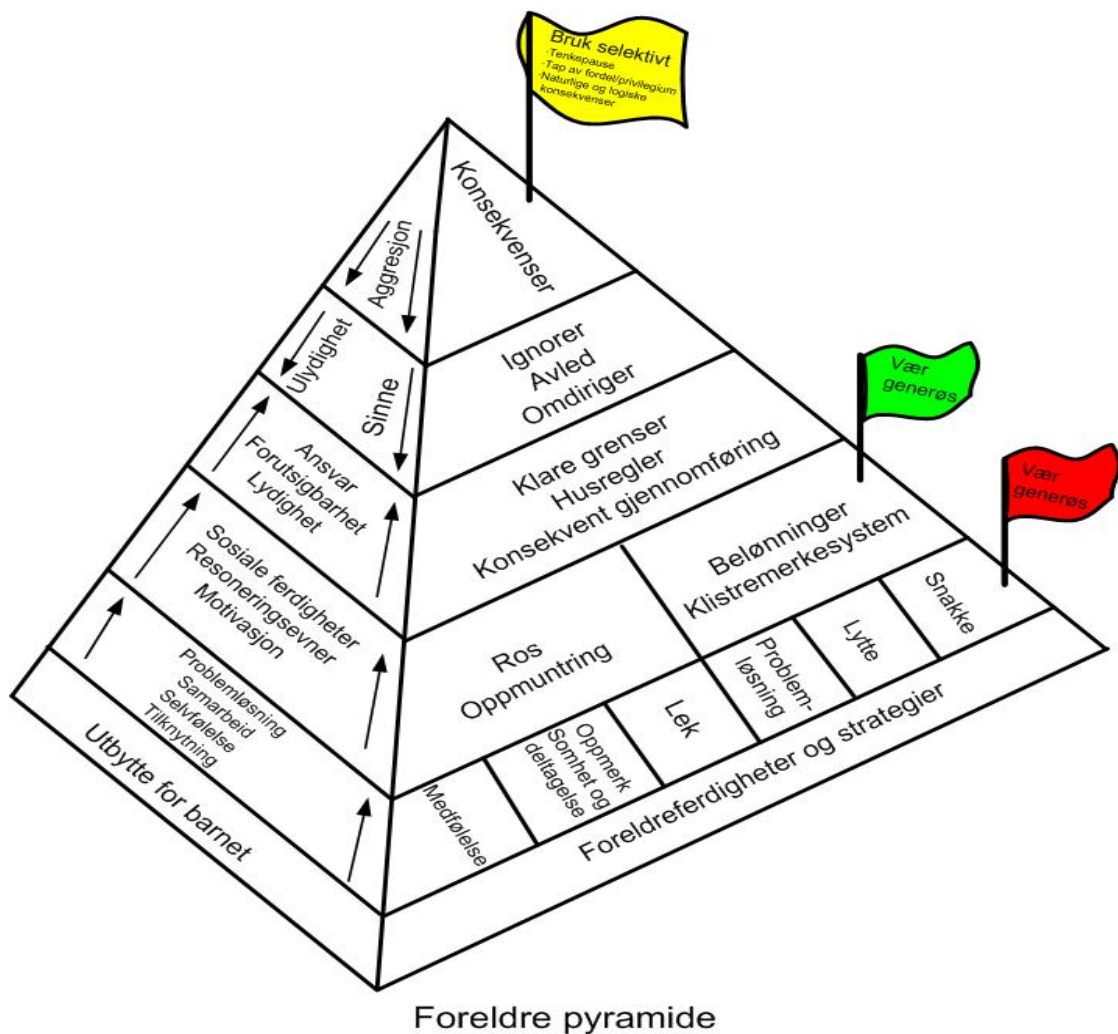 Bruk selektivt
·Tenkepause
-Tap av fordel/privilegium
·Naturlige og logiske
konsekvenser
Konsekvenser
Aggresjon
Ignorer
Avled
Omdiriger
Ulydighet
Sinne
Vær
generøs
Klare grenser
Husregler
Konsekvent gjennomføring
Ansvar
Forutsigbarhet
Lydighet
Vær
generøs
Belønninger
Klistremerkesystem
Ros
Oppmuntring
Sosiale ferdigheter
Resoneringsevner
Motivasjon
Medfølelse
Oppmerk
Somhet og
deltagelse
Lek
Problem-
løsning
Lytte
Snakke
Problemløsning
Samarbeid
Selvfølelse
Tilknytning
Utbytte for barnet
Foreldreferdigheter og strategier
Foreldre pyramide